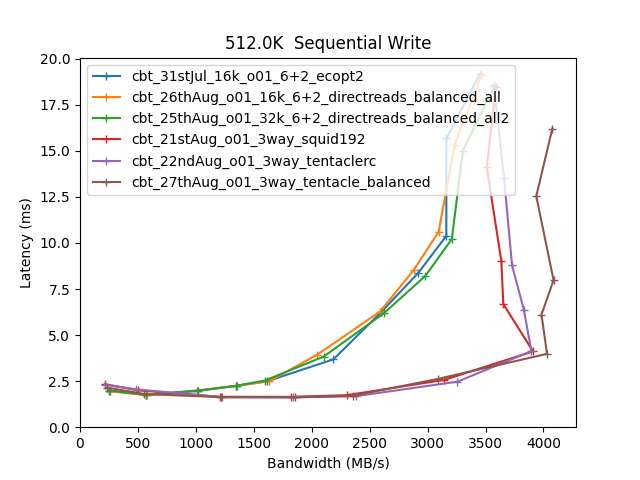 512.0K  Sequential Write
20.0
17.5
15.0
12.5
10.0
7.5
5.0
2.5
0.0
Latency (ms)
cbt_31stJul_16k_o01_6+2_ecopt2
cbt_26thAug_o01_16k_6+2_directreads_balanced_all
cbt_25thAug_o01_32k_6+2_directreads_balanced_all2
cbt_21stAug_o01_3way_squid192
cbt_22ndAug_o01_3way_tentaclerc
cbt_27thAug_o01_3way_tentacle_balanced
0 500 1000 1500 2000 2500 3000 3500 4000
Bandwidth (MB/s)